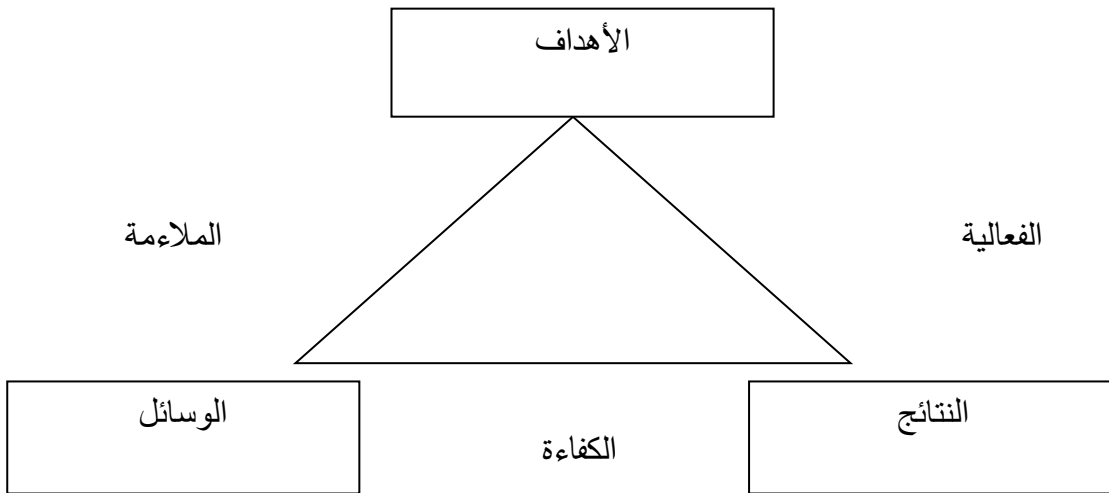 الأهداف
الفعالية
الملاءمة
النتائج
الوسائل
الكفاءة